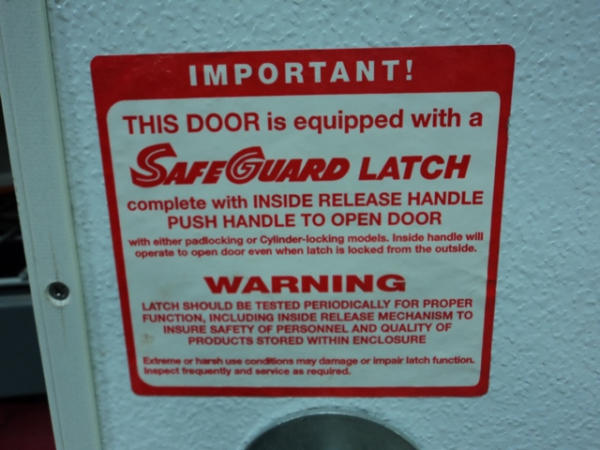 IMPORTANT!
THIS DOOR is equipped with a
SAFEGUARD LATCH
complete with INSIDE RELEASE HANDLE
PUSH HANDLE TO OPEN DOOR
with either padlocking or Cylinder-locking models. Inside handle will
operate to open door even when latch is locked from the outside.
WARNING
LATCH SHOULD BE TESTED PERIODICALLY FOR PROPER
FUNCTION, INCLUDING INSIDE RELEASE MECHANISM TO
INSURE SAFETY OF PERSONNEL AND QUALITY OF
PRODUCTS STORED WITHIN ENCLOSURE
Extreme or harsh use conditions may damage or impair latch function.
Inspect frequently and service as required.